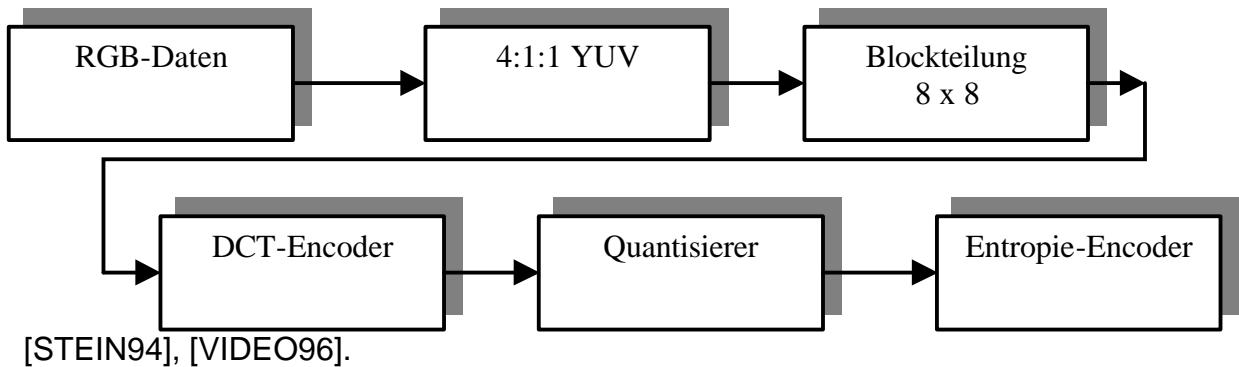 RGB-Daten
4:1:1 YUV
Blockteilung
8 x 8
DCT-Encoder
Quantisierer
Entropie-Encoder
[STEIN94], [VIDEO96].